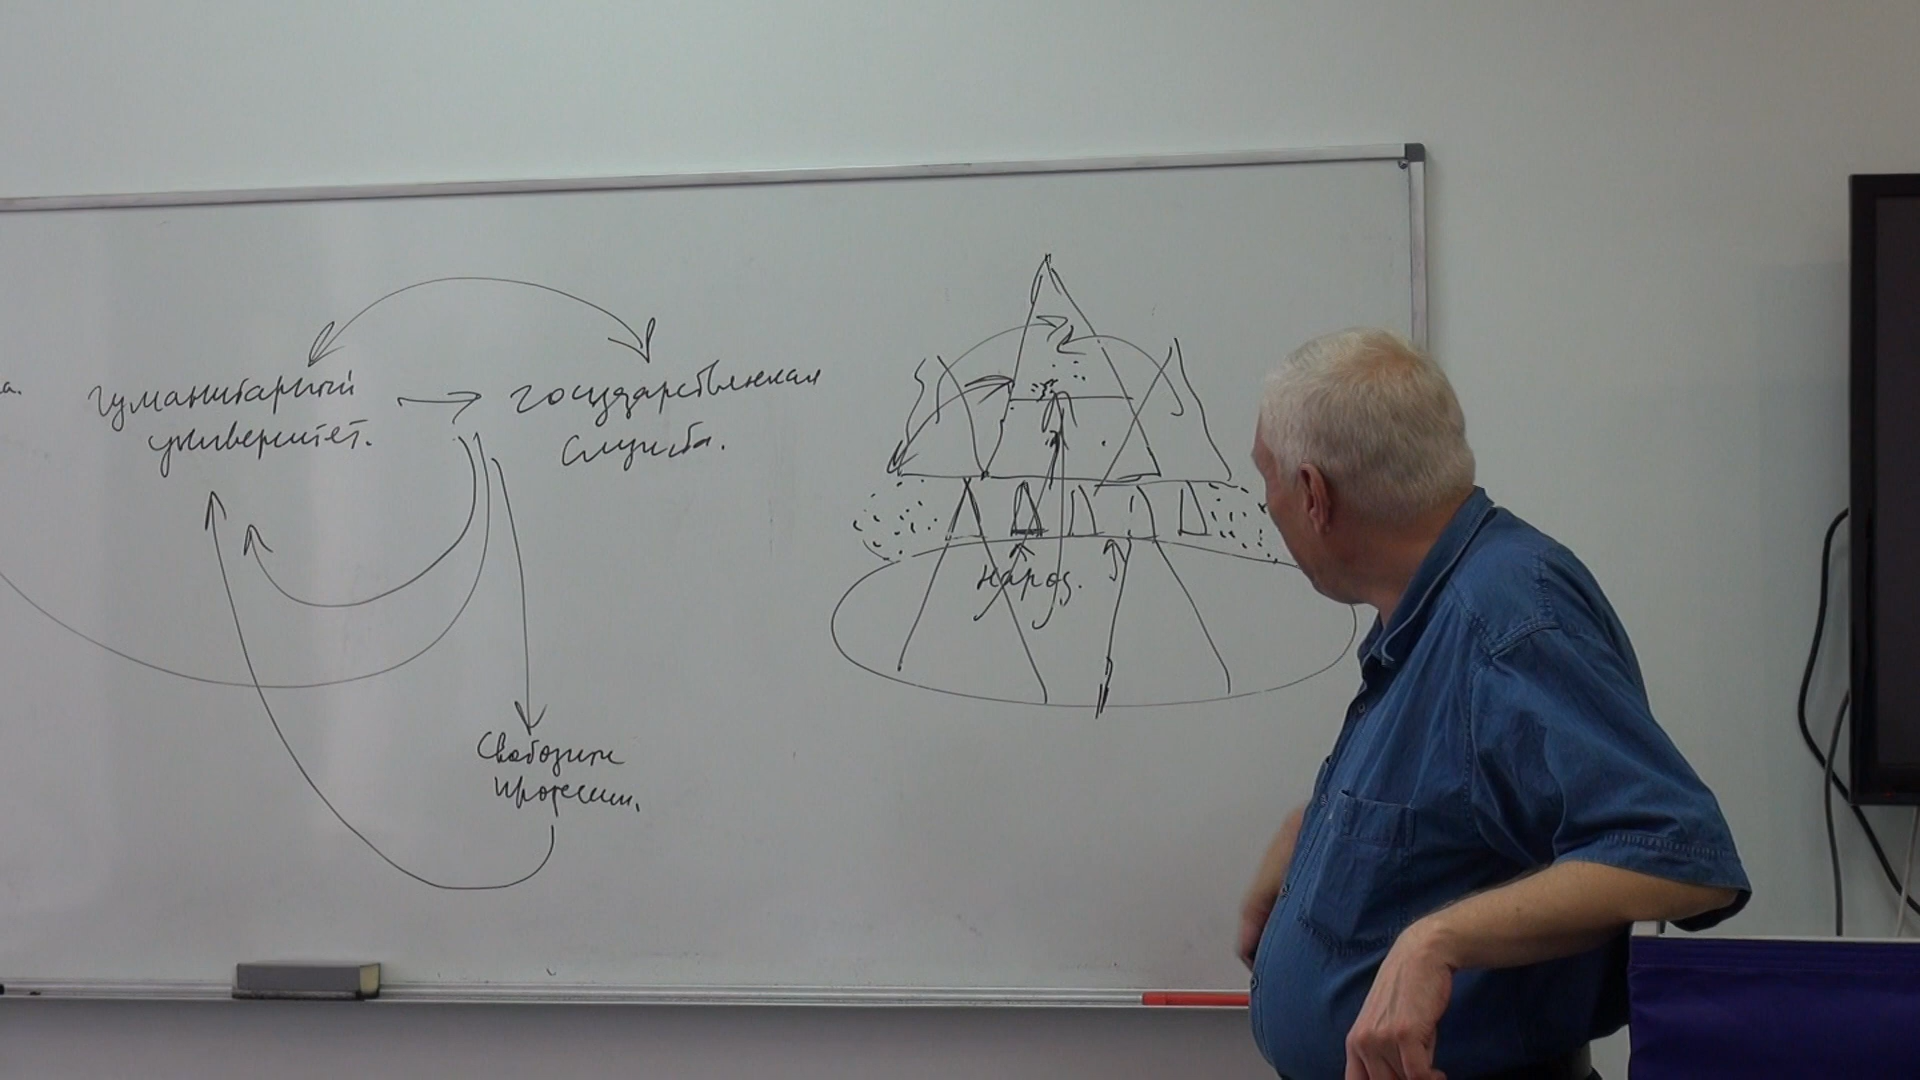 а.
гуманитарный
университет.
государственная
служба.
народ.
Свободные
профессии.